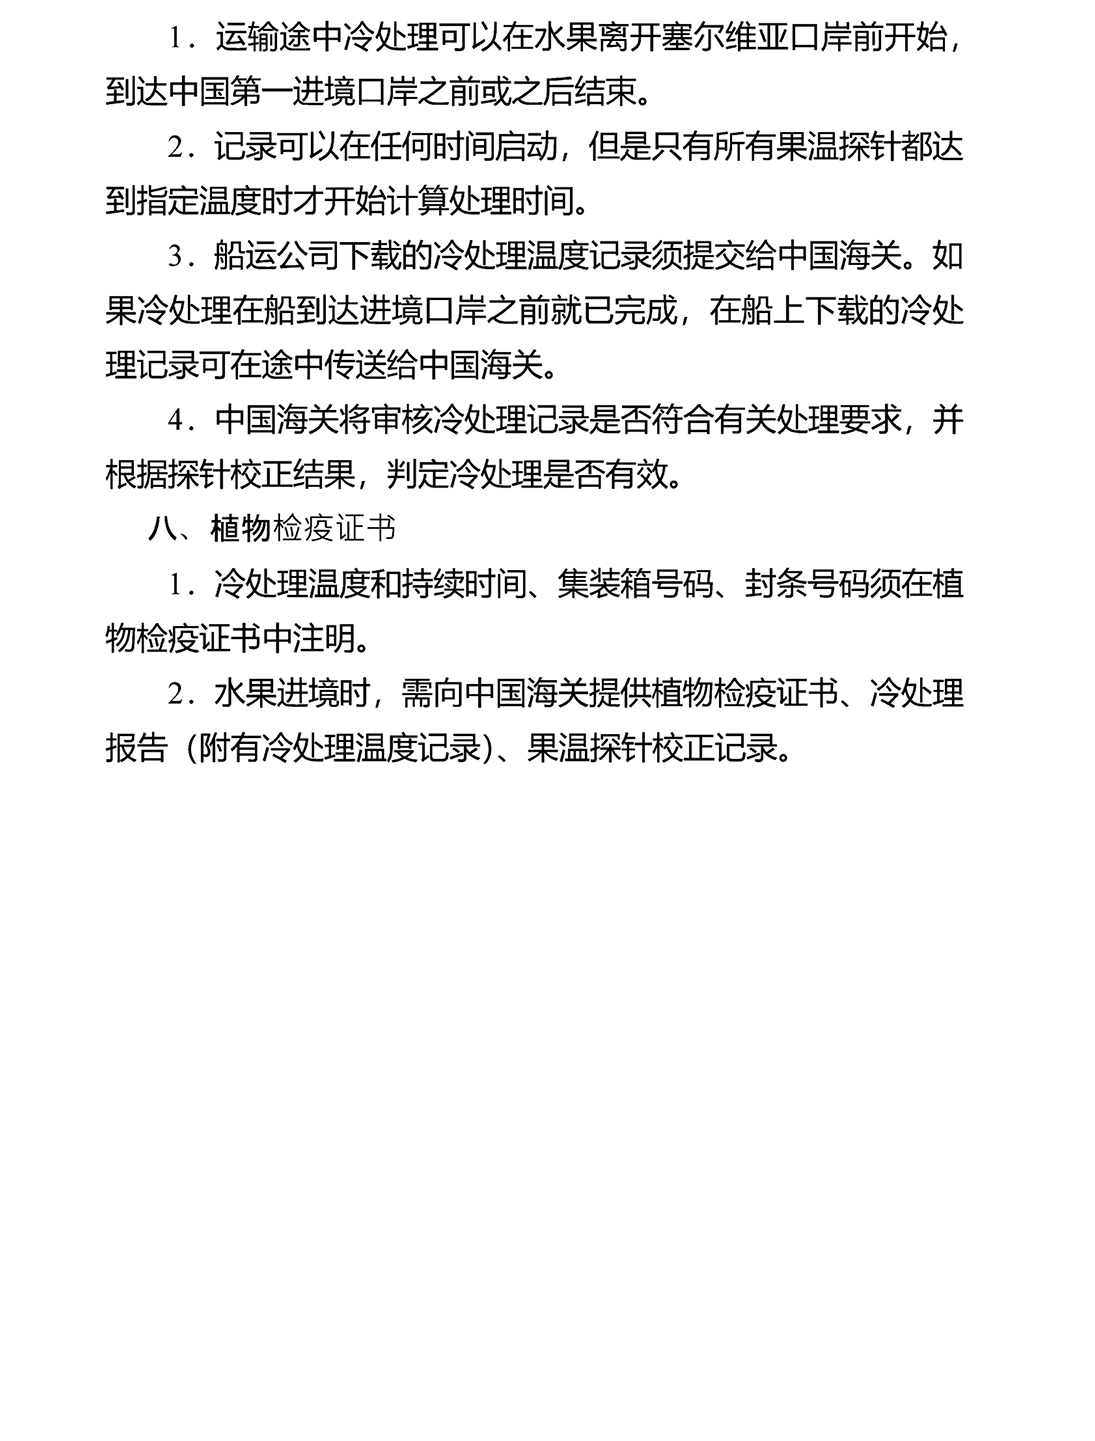 1．运输途中冷处理可以在水果离开塞尔维亚口岸前开始，
到达中国第一进境口岸之前或之后结束。
2．记录可以在任何时间启动，但是只有所有果温探针都达
到指定温度时才开始计算处理时间。
3．船运公司下载的冷处理温度记录须提交给中国海关。如
果冷处理在船到达进境口岸之前就已完成，在船上下载的冷处
理记录可在途中传送给中国海关。
4．中国海关将审核冷处理记录是否符合有关处理要求，并
根据探针校正结果，判定冷处理是否有效。
八、植物检疫证书
1．冷处理温度和持续时间、集装箱号码、封条号码须在植
物检疫证书中注明。
2．水果进境时，需向中国海关提供植物检疫证书、冷处理
报告（附有冷处理温度记录）、果温探针校正记录。